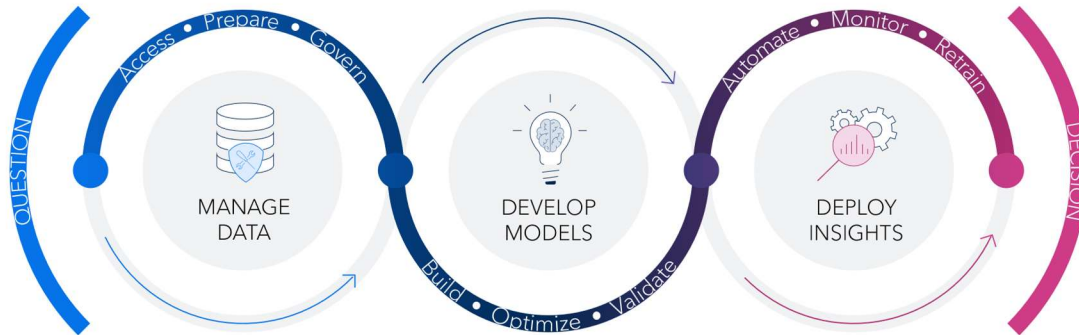 QUESTION
Access • Prepare • Govern
MANAGE
DATA
Build • Optimize • Validate
DEVELOP
MODELS
Automate • Monitor • Retrain
DEPLOY
INSIGHTS
DECISION